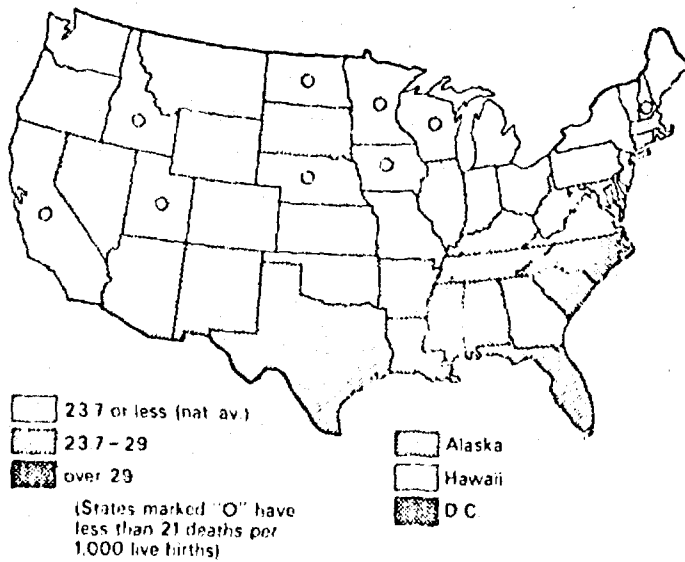 23.7 or less (nat. av.)
23.7 - 29
over 29
(States marked "O" have
less than 21 deaths per
1,000 live births)
Alaska
Hawaii
D C